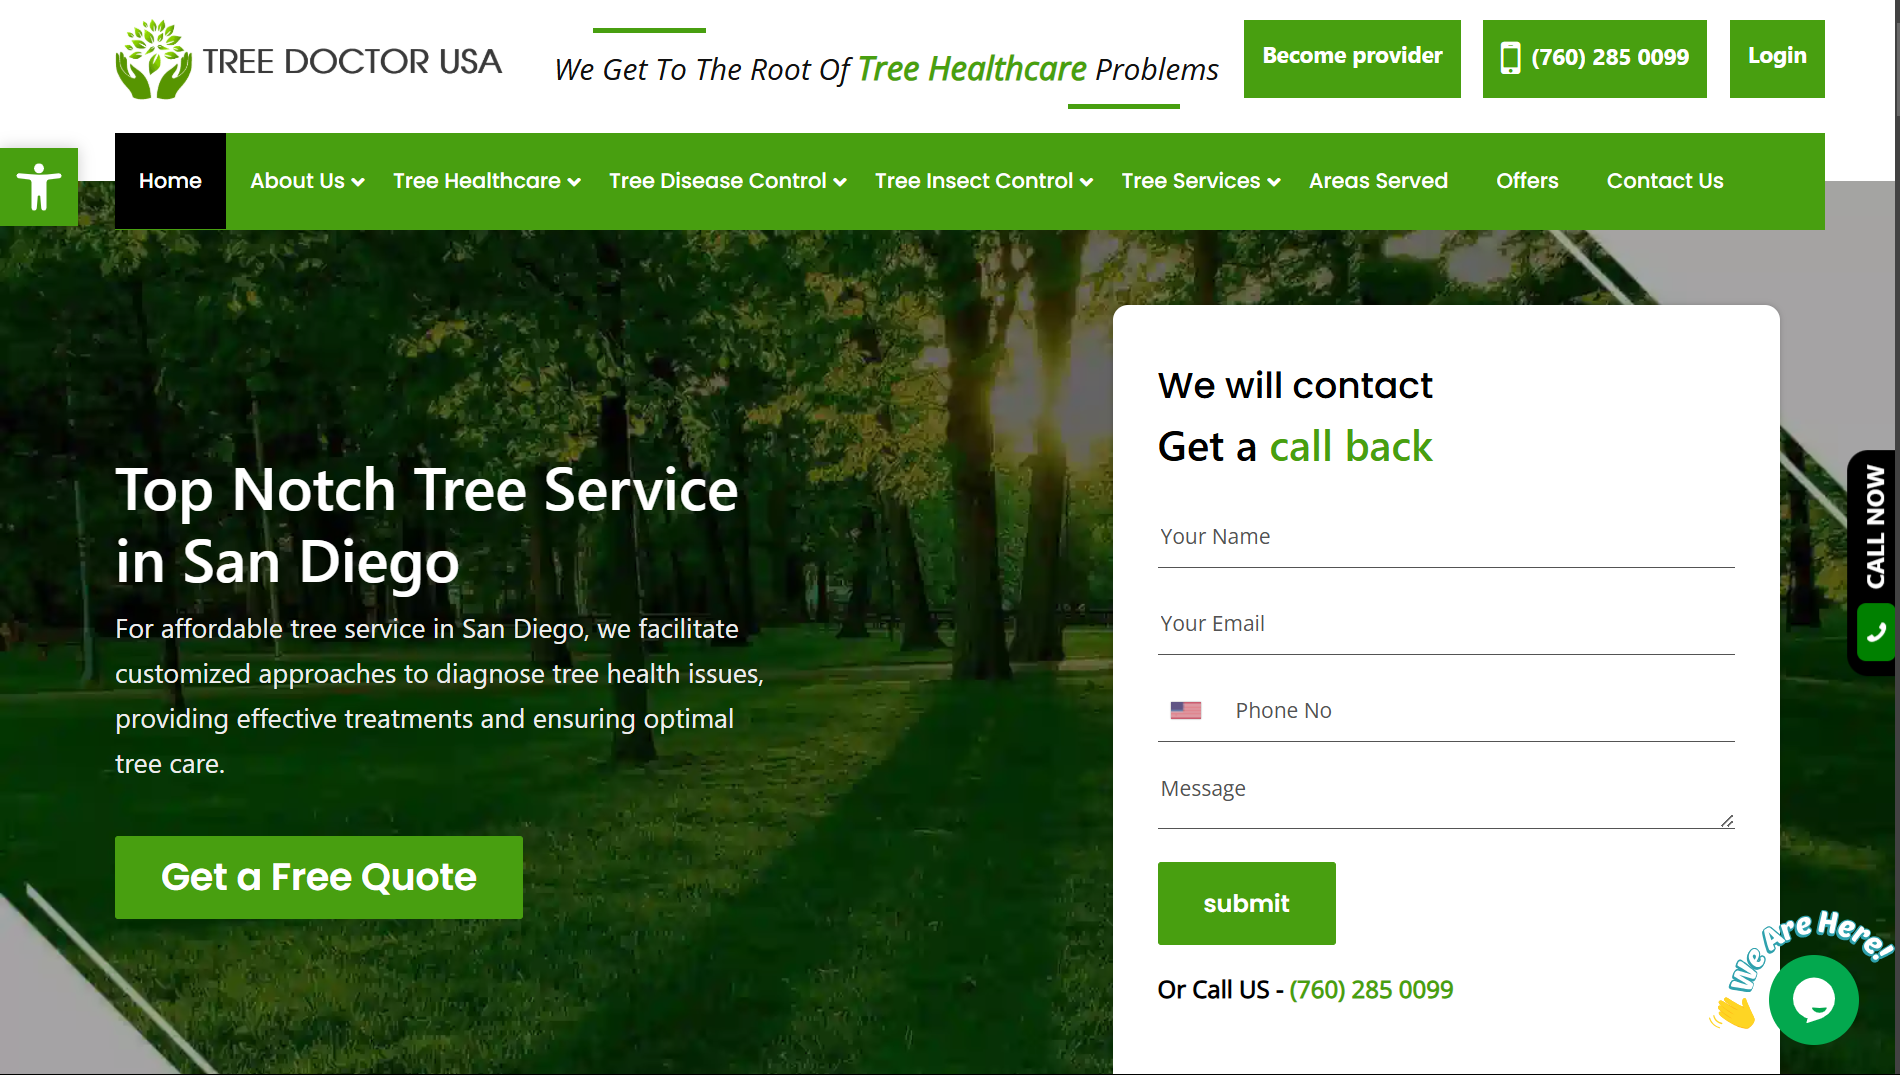 TREE DOCTOR USA
We Get To The Root Of Tree Healthcare Problems
Become provider
(760) 285 0099
Login
Home
About Us
Tree Healthcare
Tree Disease Control
Tree Insect Control
Tree Services
Areas Served
Offers
Contact Us
Top Notch Tree Service
in San Diego
For affordable tree service in San Diego, we facilitate
customized approaches to diagnose tree health issues,
providing effective treatments and ensuring optimal
tree care.
Get a Free Quote
We will contact
Get a call back
Your Name
Your Email
Phone No
Message
submit
Or Call US - (760) 285 0099
CALL NOW
We Are Here!